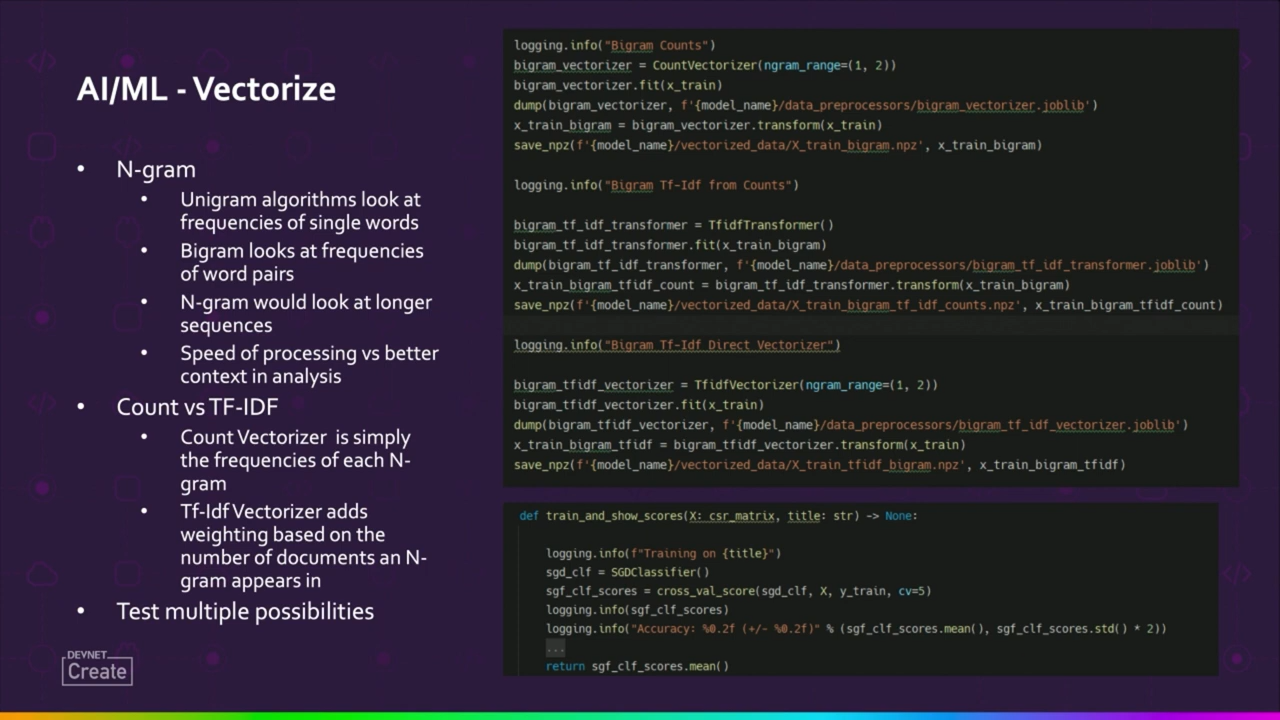 AI/ML - Vectorize
• N-gram
• Unigram algorithms look at
frequencies of single words
• Bigram looks at frequencies
of word pairs
• N-gram would look at longer
sequences
• Speed of processing vs better
context in analysis
• Count vs TF-IDF
• Count Vectorizer is simply
the frequencies of each N-
gram
• Tf-Idf Vectorizer adds
weighting based on the
number of documents an N-
gram appears in
• Test multiple possibilities
DEVNET
Create
logging.info("Bigram Counts")
bigram_vectorizer = CountVectorizer(ngram_range=(1, 2))
bigram_vectorizer.fit(x_train)
dump(bigram_vectorizer, f'{model_name}/data_preprocessors/bigram_vectorizer.joblib')
x_train_bigram = bigram_vectorizer.transform(x_train)
save_npz(f'{model_name}/vectorized_data/X_train_bigram.npz', x_train_bigram)
logging.info("Bigram Tf-Idf from Counts")
bigram_tf_idf_transformer = TfidfTransformer()
bigram_tf_idf_transformer.fit(x_train_bigram)
dump(bigram_tf_idf_transformer, f'{model_name}/data_preprocessors/bigram_tf_idf_transformer.joblib')
x_train_bigram_tfidf_count = bigram_tf_idf_transformer.transform(x_train_bigram)
save_npz(f'{model_name}/vectorized_data/X_train_bigram_tf_idf_counts.npz', x_train_bigram_tfidf_count)
logging.info("Bigram Tf-Idf Direct Vectorizer")
bigram_tfidf_vectorizer = TfidfVectorizer(ngram_range=(1, 2))
bigram_tfidf_vectorizer.fit(x_train)
dump(bigram_tfidf_vectorizer, f'{model_name}/data_preprocessors/bigram_tf_idf_vectorizer.joblib')
x_train_bigram_tfidf = bigram_tfidf_vectorizer.transform(x_train)
save_npz(f'{model_name}/vectorized_data/X_train_tfidf_bigram.npz', x_train_bigram_tfidf)
def train_and_show_scores(X: csr_matrix, title: str) -> None:
logging.info(f"Training on {title}")
sgd_clf = SGDClassifier()
sgf_clf_scores = cross_val_score(sgd_clf, X, y_train, cv=5)
logging.info(sgf_clf_scores)
logging.info("Accuracy: %0.2f (+/- %0.2f)" % (sgf_clf_scores.mean(), sgf_clf_scores.std() * 2))
...
return sgf_clf_scores.mean()